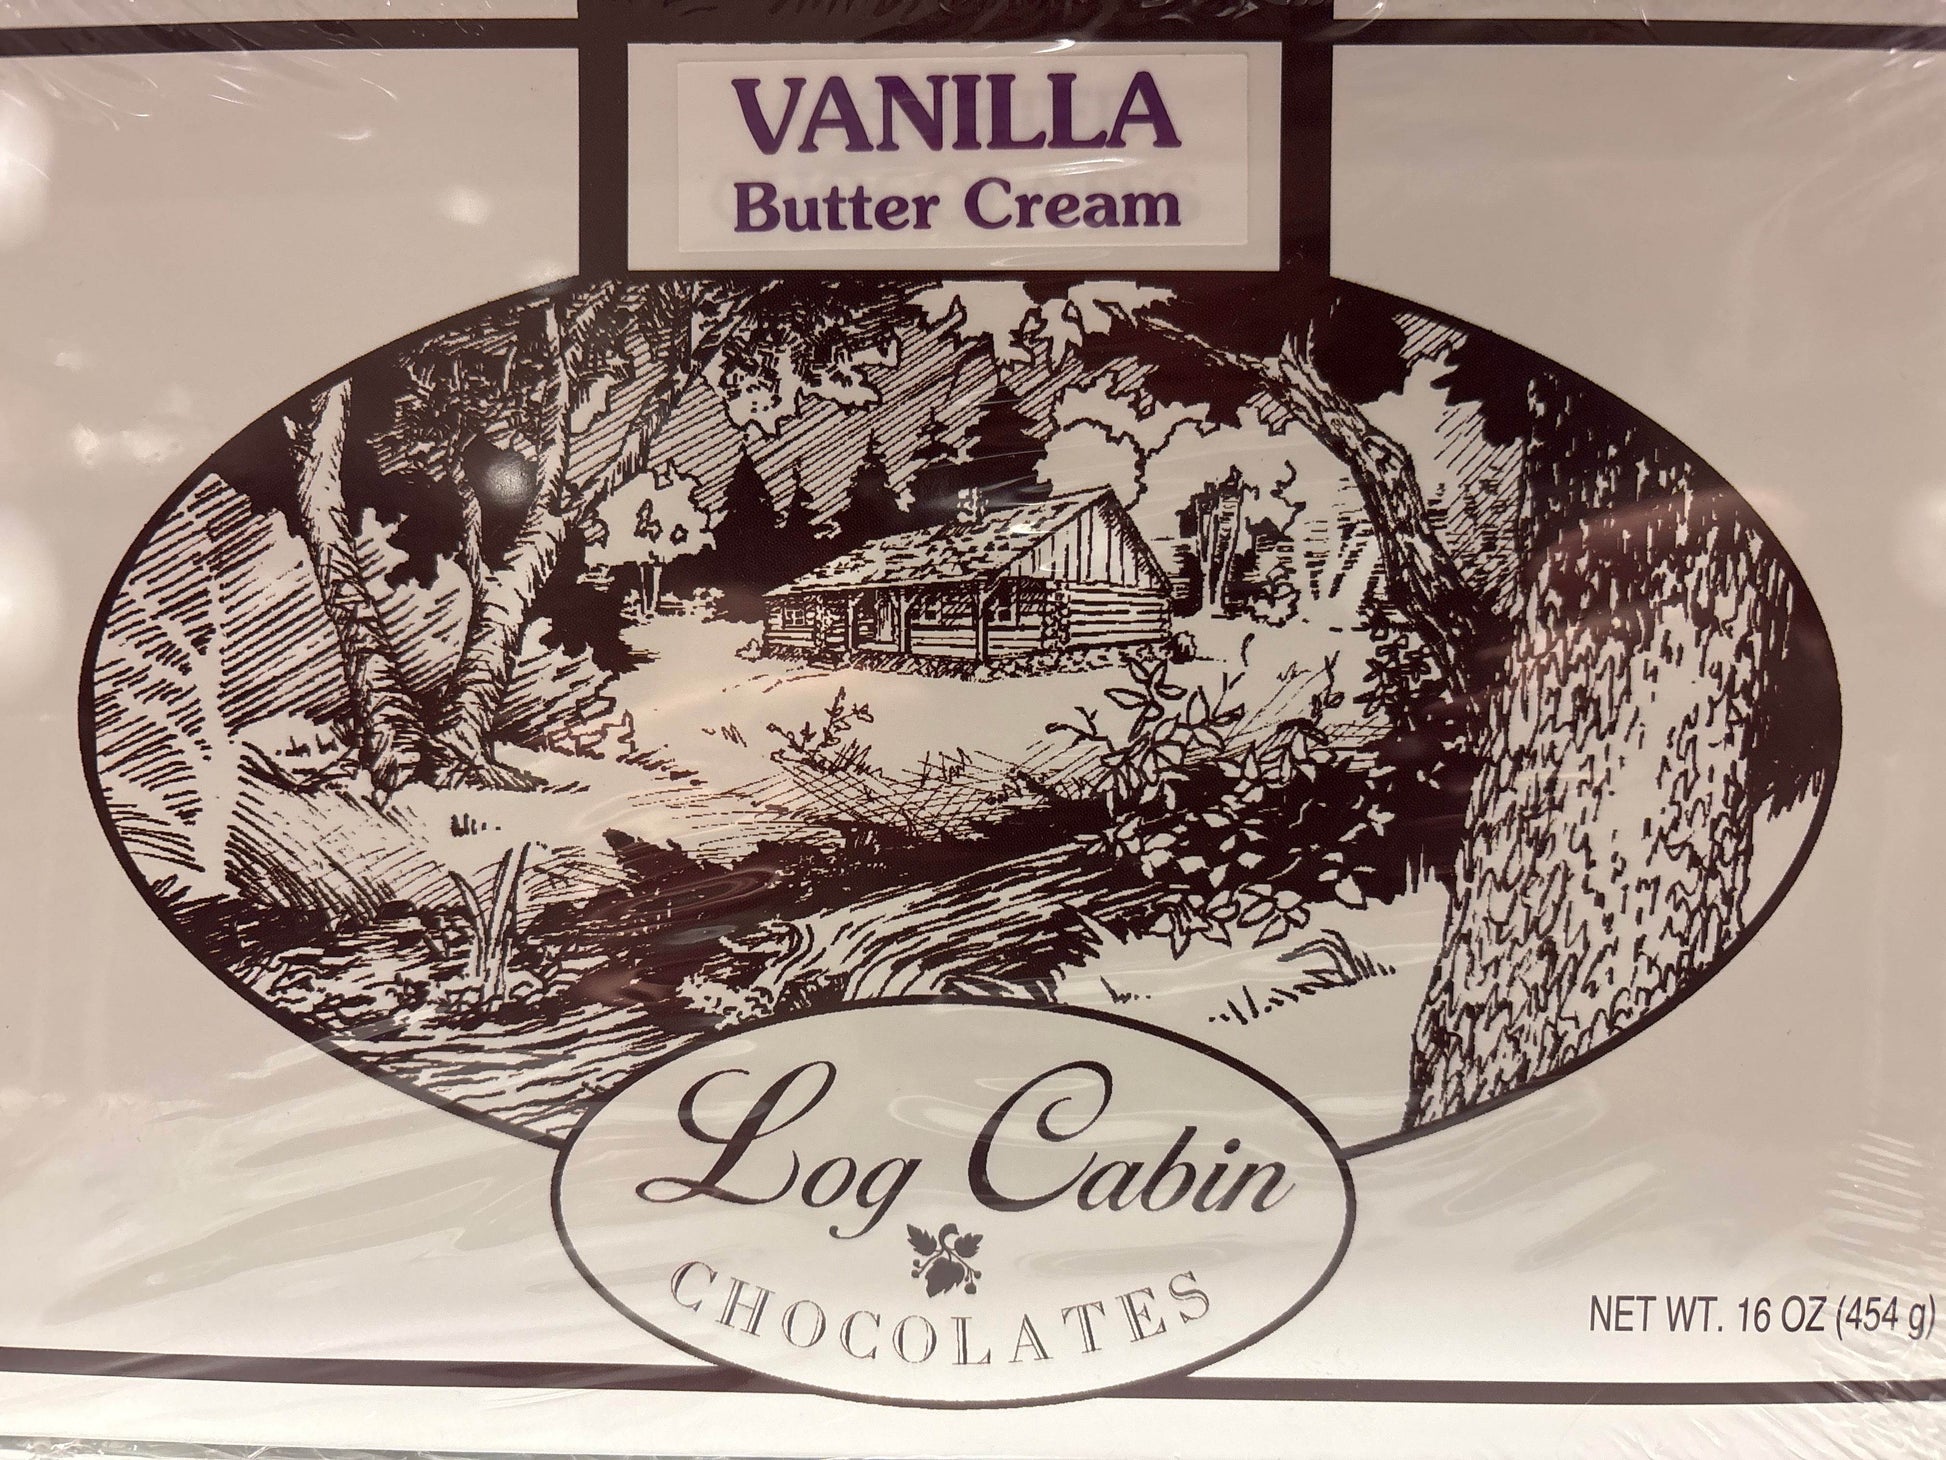 VANILLA
Butter Cream
Log Cabin
CHOCOLATES
NET WT. 16 OZ (454 g)